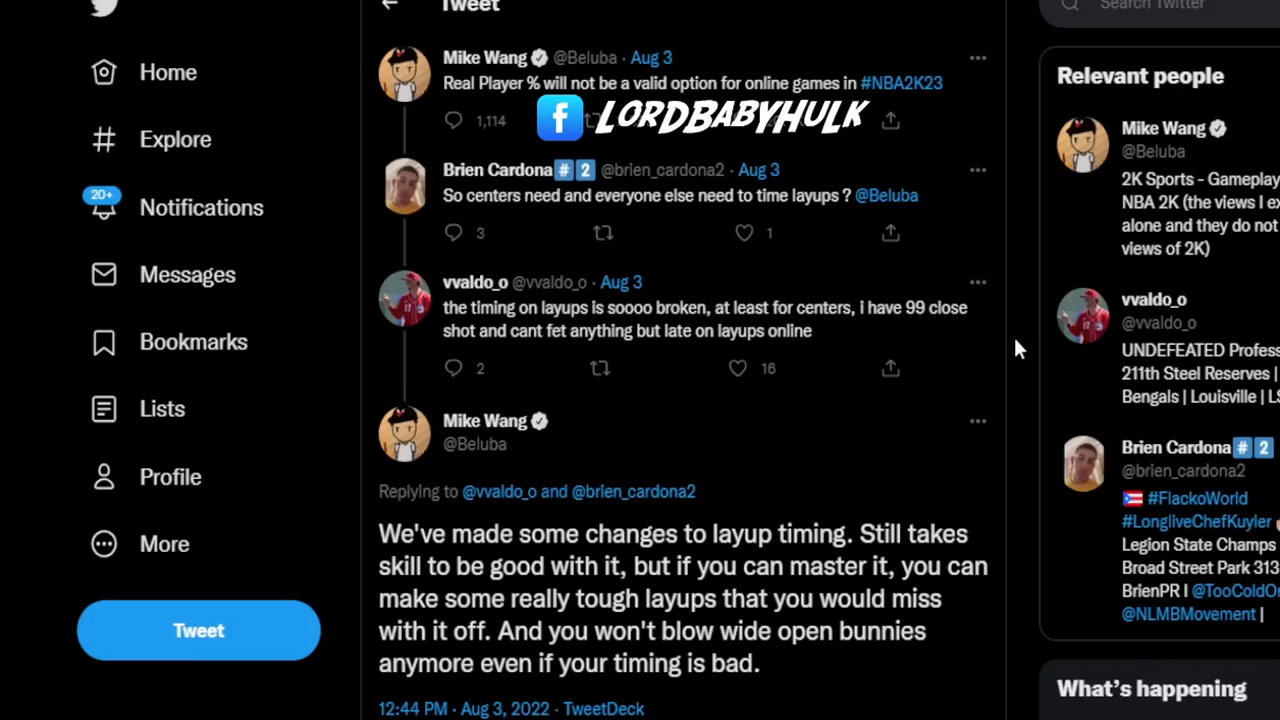 Tweet
Search Twitter
Mike Wang @Beluba · Aug 3
Real Player % will not be a valid option for online games in #NBA2K23
1,114
LORDBABYHULK
Brien Cardona#2 @brien_cardona2 · Aug 3
So centers need and everyone else need to time layups ? @Beluba
3
1
vvaldo_o @vvaldo_o · Aug 3
the timing on layups is soooo broken, at least for centers, i have 99 close
shot and cant fet anything but late on layups online
2
16
Mike Wang
@Beluba
Replying to @vvaldo_o and @brien_cardona2
We've made some changes to layup timing. Still takes
skill to be good with it, but if you can master it, you can
make some really tough layups that you would miss
with it off. And you won't blow wide open bunnies
anymore even if your timing is bad.
12:44 PM · Aug 3, 2022 · TweetDeck
Home
Explore
20+
Notifications
Messages
Bookmarks
Lists
Profile
More
Tweet
Relevant people
Mike Wang
@Beluba
2K Sports - Gameplay
NBA 2K (the views I ex
alone and they do not
views of 2K)
vvaldo_o
@vvaldo_o
UNDEFEATED Profess
211th Steel Reserves |
Bengals | Louisville | LS
Brien Cardona#2
@brien_cardona2
#FlackoWorld
#LongliveChefKuyler
Legion State Champs
Broad Street Park 313
BrienPR I @TooColdOn
@NLMBMovement |
What's happening